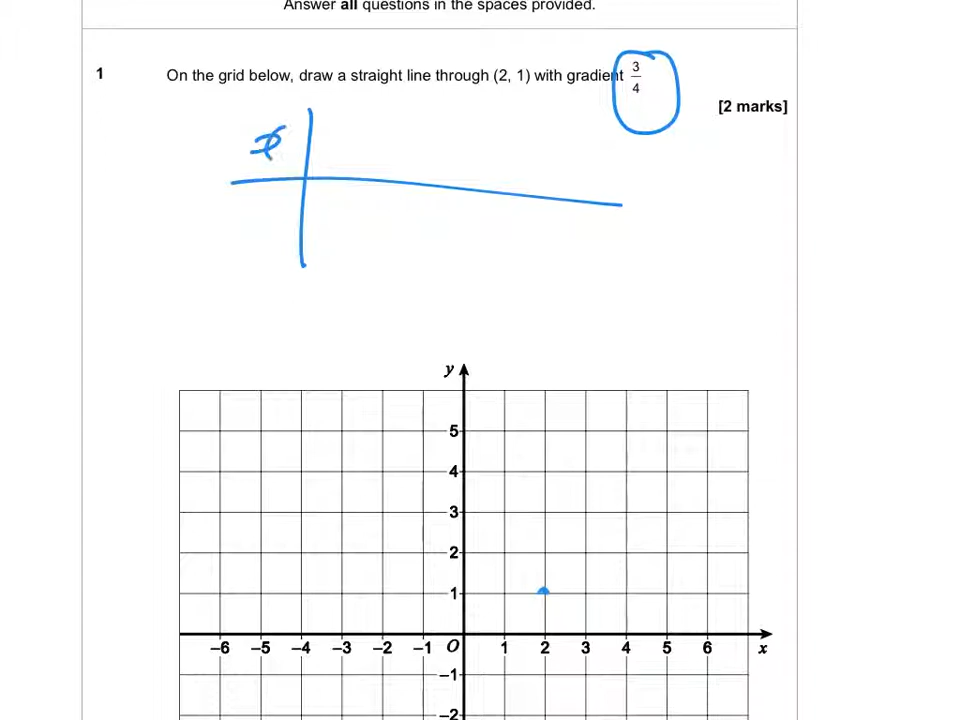 Answer all questions in the spaces provided.
1 On the grid below, draw a straight line through (2, 1) with gradient 3/4
[2 marks]
x
y
5
4
3
2
1
–6 –5 –4 –3 –2 –1 O 1 2 3 4 5 6 x
–1
–2